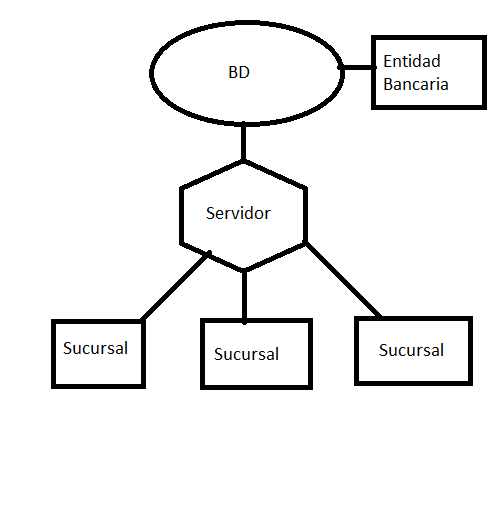 BD
Entidad
Bancaria
Servidor
Sucursal
Sucursal
Sucursal